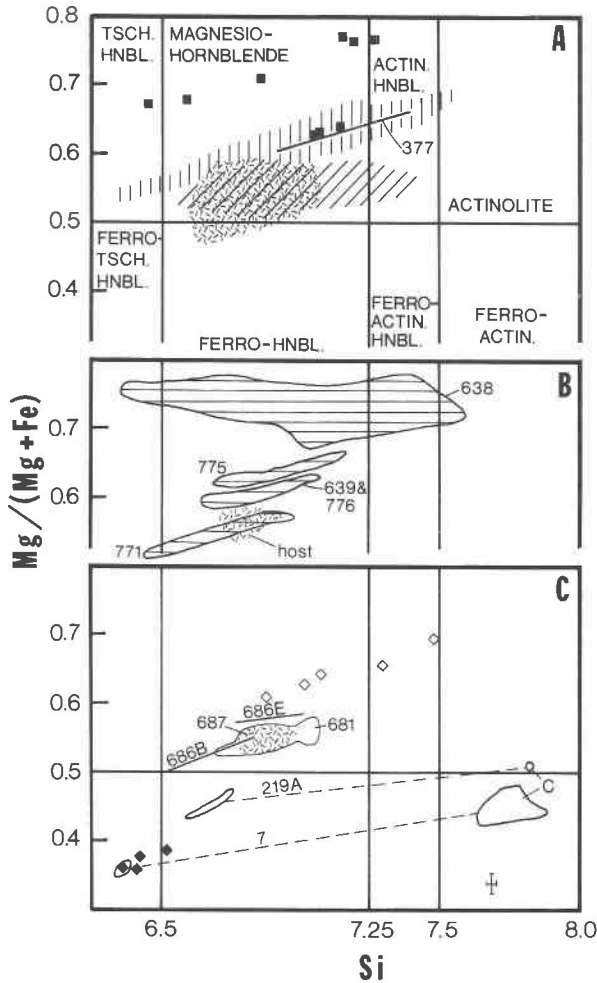 0.8
TSCH.
HNBL.
MAGNESIO-
HORNBLENDE
A
0.7
ACTIN.
HNBL.
0.6
377
0.5
ACTINOLITE
FERRO-
TSCH.
HNBL.
0.4
FERRO-HNBL.
FERRO-
ACTIN.
HNBL.
FERRO-
ACTIN.
B
638
0.7
775
0.6
639&
776
771
host
Mg/(Mg+Fe)
C
0.7
686E
687
681
686B
0.5
0.6
219A
C
0.4
7
6.5
7.25
7.5
8.0
Si